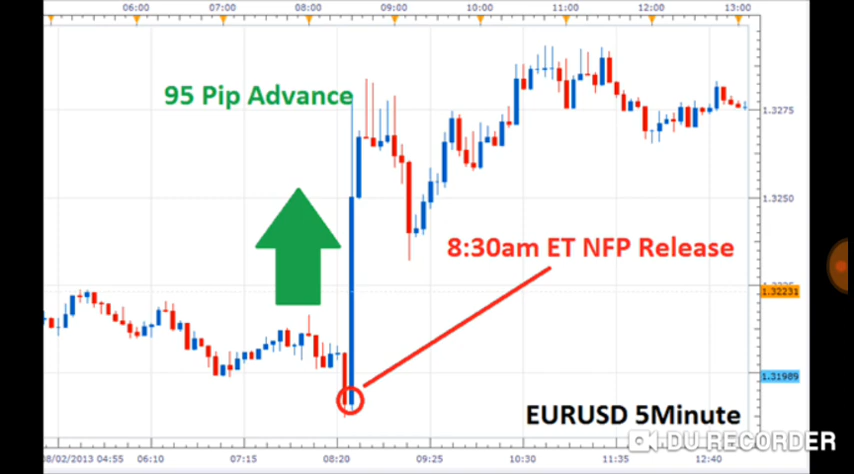 06:00 07:00 08:00 09:00 10:00 11:00 12:00 13:00
95 Pip Advance
1.3275
1.3250
8:30am ET NFP Release
1.32231
1.31989
EURUSD 5Minute
DU RECORDER
08/02/2013 04:55 06:10 07:15 08:20 09:25 10:30 11:35 12:40